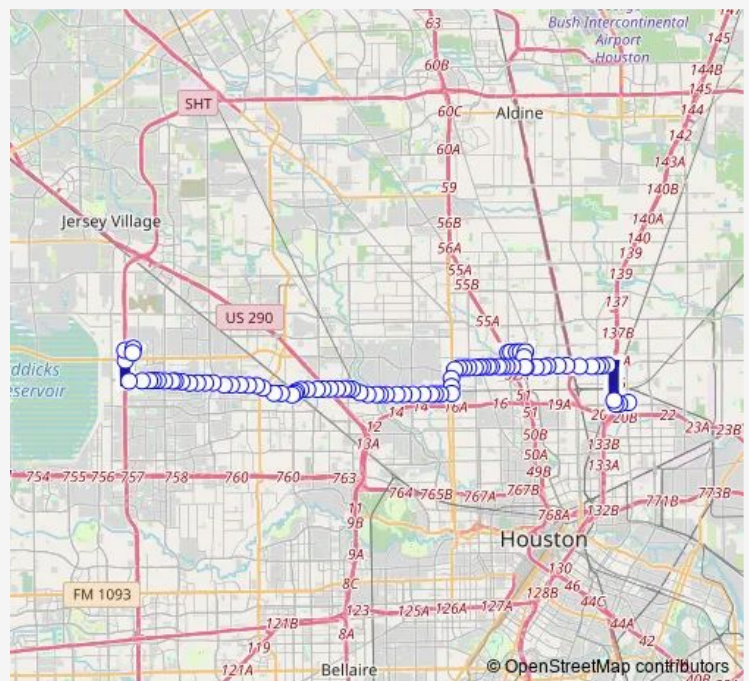 Bush Intercontinental
Airport
Houston
147
63
145
60B
144B
145
SHT
60C
144
Aldine
142
60A
143A
59
140B
56B
140A
Jersey Village
140
56A
139
55A
139
55B
137
US 290
55A
137B
ddicks
eservoir
51
14
14
16A
16
19A
20
20B
22
12
51
23A
23B
13A
50B
133B
50A
133A
49B
754
755
756
757
758
760
760
763
764
765B
767A
767B
771B
773B
768A
132B
11
9B
Houston
9A
130
8C
46
FM 1093
128B
44C
123
125A
126A
127A
121B
44A
8A
119
42
121A
Bellaire
© OpenStreetMap contributors
40B